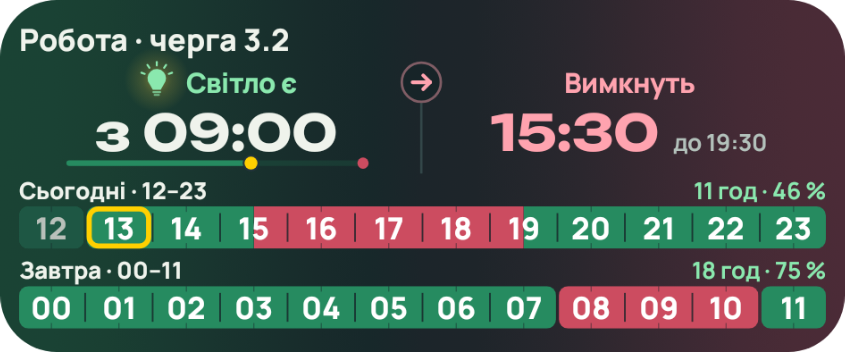 Робота · черга 3.2
Світло є
з 09:00
Вимкнуть
15:30 до 19:30
Сьогодні · 12–23 11 год · 46 %
12 13 14 15 16 17 18 19 20 21 22 23
Завтра · 00–11 18 год · 75 %
00 01 02 03 04 05 06 07 08 09 10 11